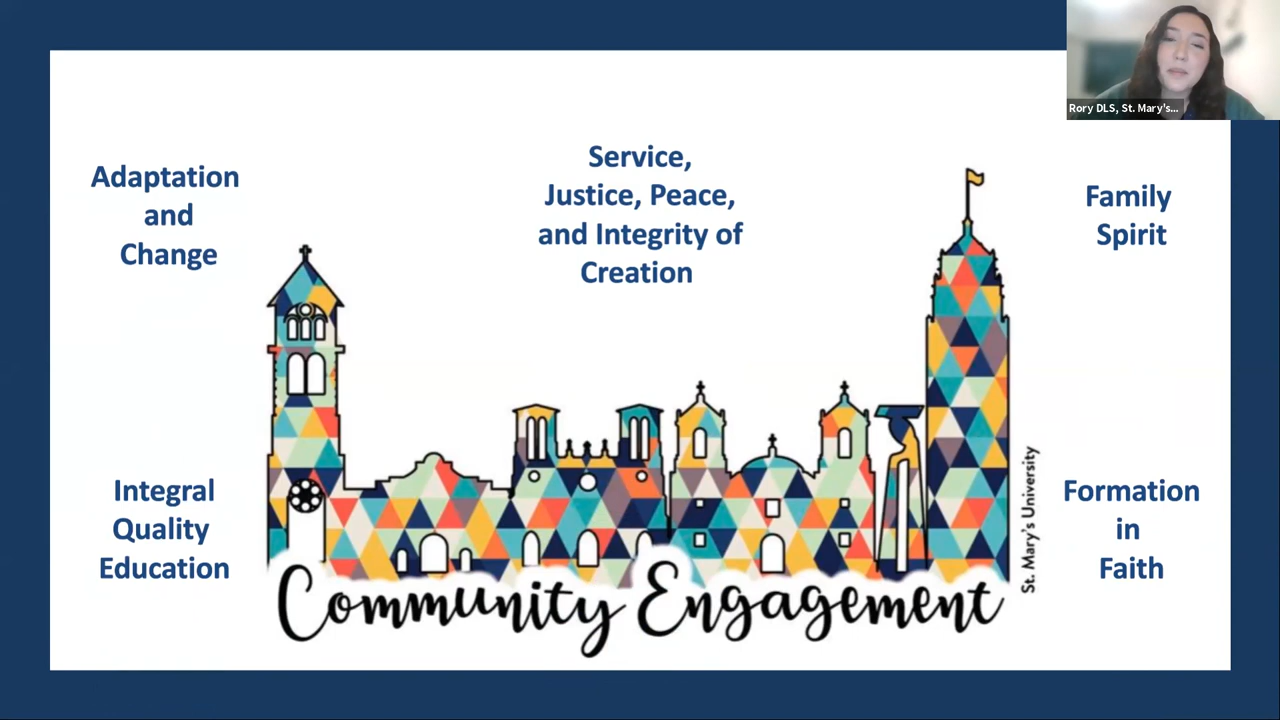 Rory DLS, St. Mary's...
Adaptation
and
Change
Service,
Justice, Peace,
and Integrity of
Creation
Family
Spirit
Integral
Quality
Education
Formation
in
Faith
St. Mary's University
Community Engagement